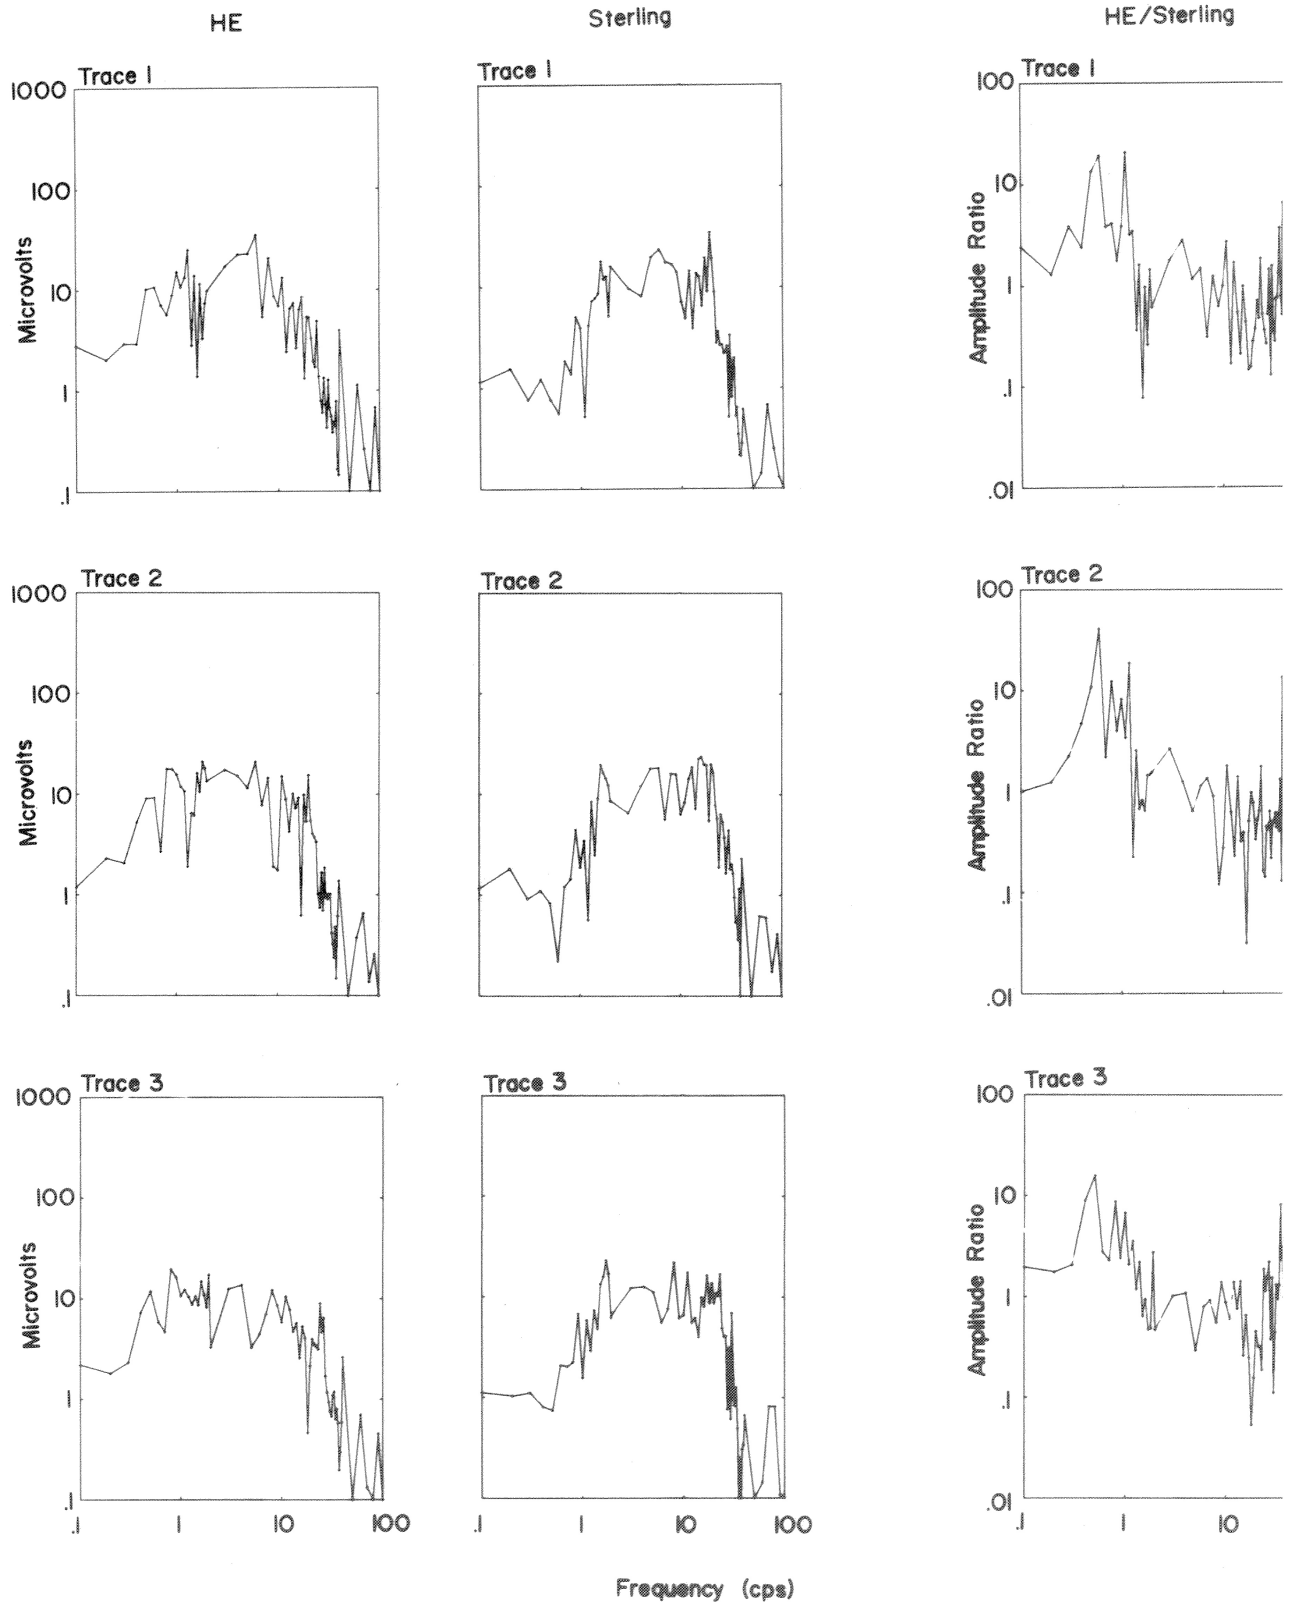 HE Sterling HE/Sterling
Trace 1 Trace 1 Trace 1
1000 100
100 10
10 1
1 .1
.1 .01
Microvolts Amplitude Ratio
Trace 2 Trace 2 Trace 2
1000 100
100 10
10 1
1 .1
.1 .01
Microvolts Amplitude Ratio
Trace 3 Trace 3 Trace 3
1000 100
100 10
10 1
1 .1
.1 .01
Microvolts Amplitude Ratio
.1 1 10 100 .1 1 10 100 .1 1 10
Frequency (cps)